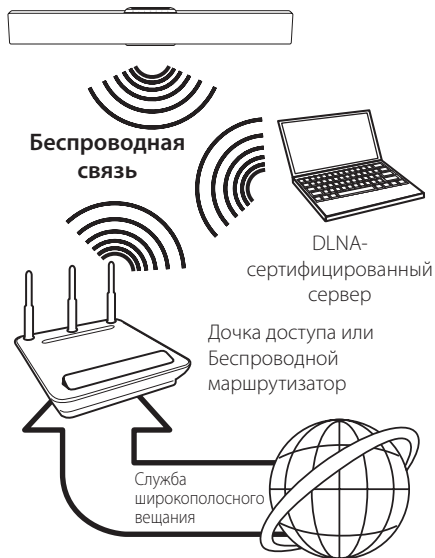 Беспроводная
связь
DLNA-
сертифицированный
сервер
Дочка доступа или
Беспроводной
маршрутизатор
Служба
широкополосного
вещания